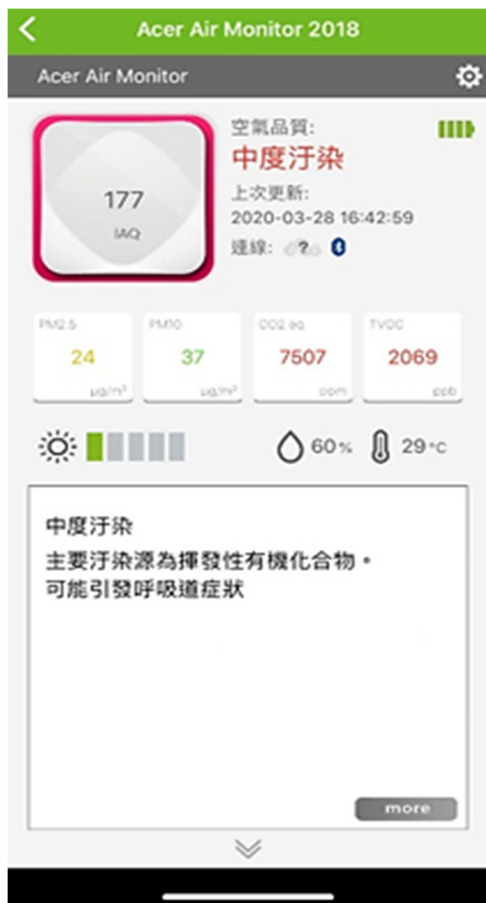 Acer Air Monitor 2018
Acer Air Monitor
177
IAQ
空氣品質:
中度汙染
上次更新:
2020-03-28 16:42:59
連線: ?
PM2.5
24
μg/m³
PM10
37
μg/m³
CO2 eq
7507
ppm
TVOC
2069
ppb
60%
29°C
中度汙染
主要汙染源為揮發性有機化合物。
可能引發呼吸道症狀
more